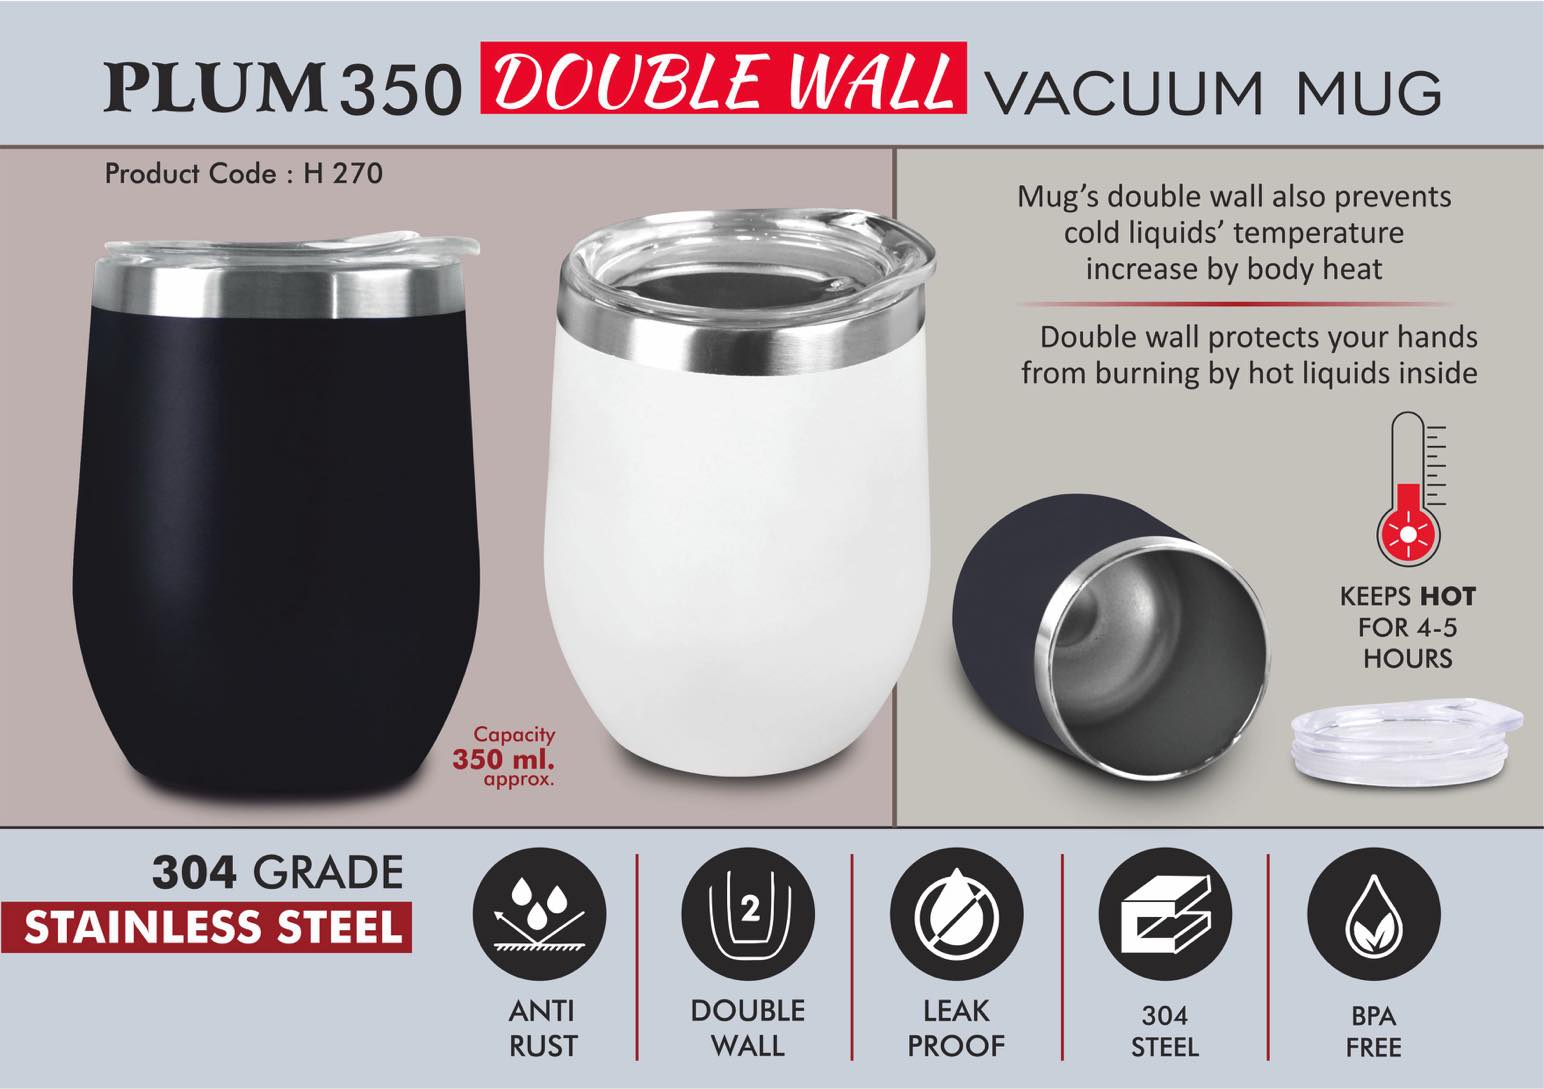 PLUM 350 DOUBLE WALL VACUUM MUG
Product Code : H 270
Mug’s double wall also prevents
cold liquids’ temperature
increase by body heat
Double wall protects your hands
from burning by hot liquids inside
KEEPS HOT
FOR 4-5
HOURS
Capacity
350 ml.
approx.
304 GRADE
STAINLESS STEEL
ANTI
RUST
2
DOUBLE
WALL
LEAK
PROOF
304
STEEL
BPA
FREE